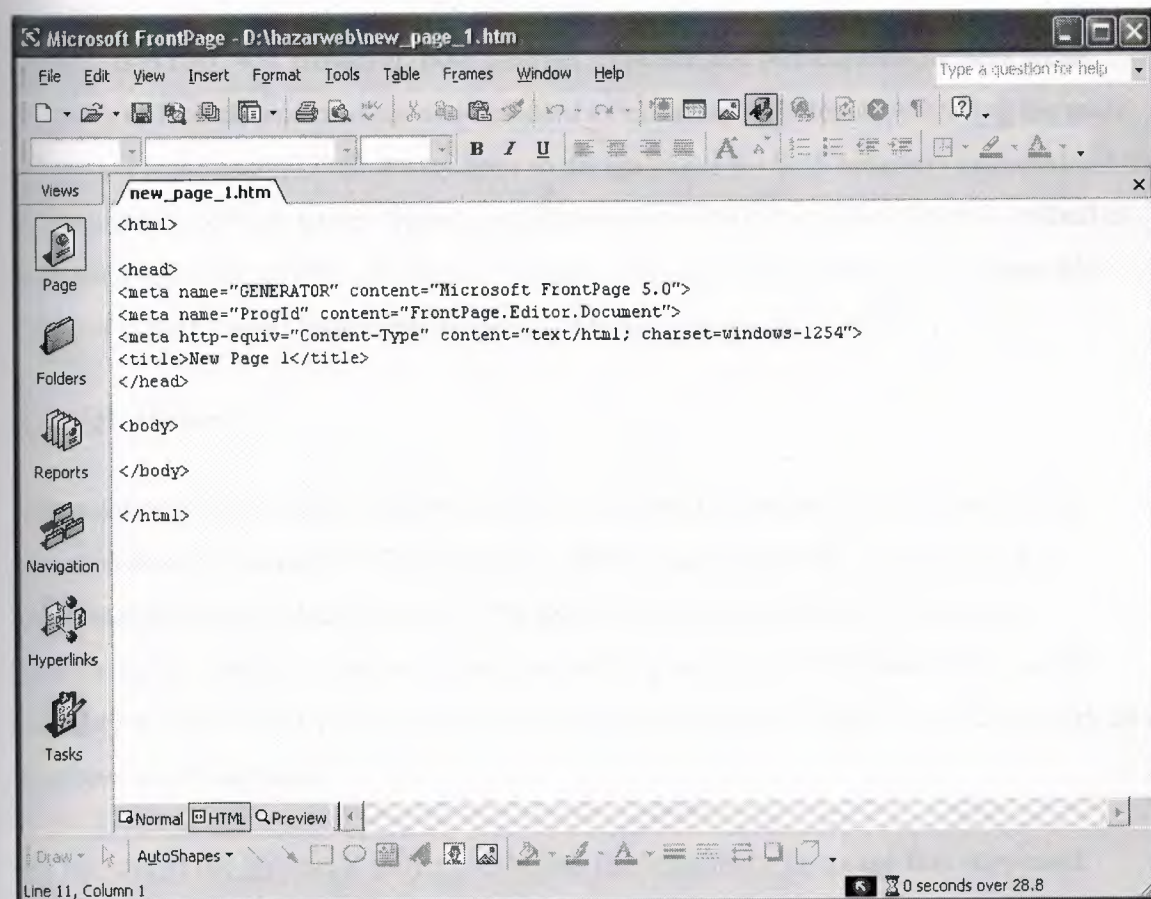 Microsoft FrontPage - D:\hazarweb\new_page_1.htm
File Edit View Insert Format Tools Table Frames Window Help
Type a question for help
B I U
Views
new_page_1.htm
Page
Folders
Reports
Navigation
Hyperlinks
Tasks
<html>
<head>
<meta name="GENERATOR" content="Microsoft FrontPage 5.0">
<meta name="ProgId" content="FrontPage.Editor.Document">
<meta http-equiv="Content-Type" content="text/html; charset=windows-1254">
<title>New Page 1</title>
</head>
<body>
</body>
</html>
Normal HTML Preview
Draw AutoShapes
Line 11, Column 1
0 seconds over 28.8